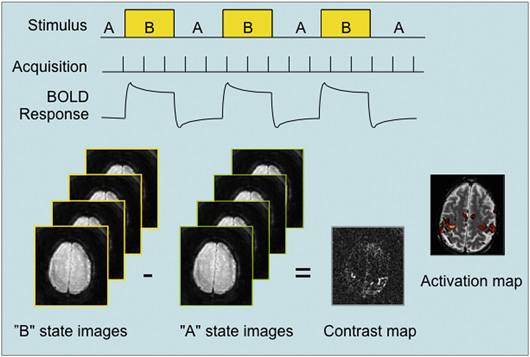 Stimulus A B A B A B A
Acquisition
BOLD
Response
-
=
Activation map
"B" state images "A" state images Contrast map